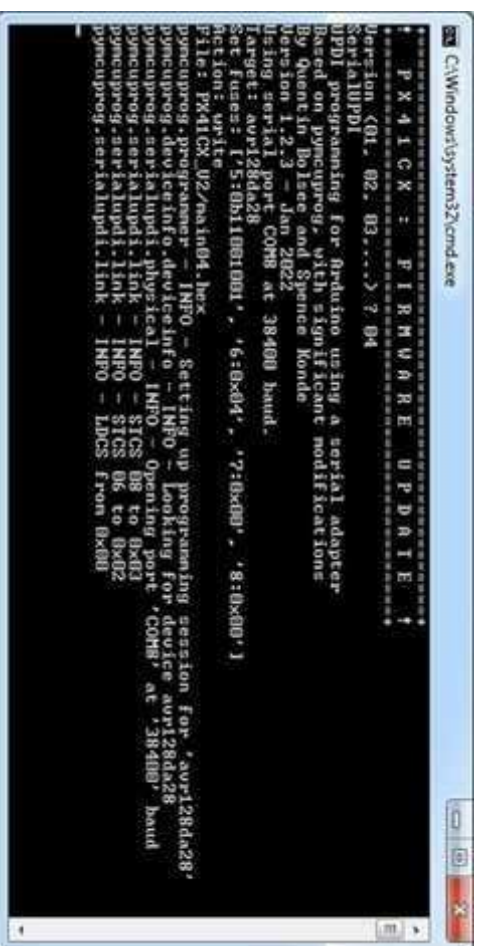 C:\Windows\system32\cmd.exe
****************************************************
! P X 4 1 C X : F I R M W A R E U P D A T E !
****************************************************
Version (01, 02, 03,...) ? 04
SerialUPDI
UPDI programming for Arduino using a serial adapter
Based on pymcuprog, with significant modifications
By Quentin Bolsee and Spence Konde
Version 1.2.3 - Jan 2022
Using serial port COM8 at 38400 baud.
Target: avr128da28
Set fuses: ['5:0b11001001', '6:0x04', '7:0x00', '8:0x00']
Action: write
File: PX41CX_V2/main04.hex
pymcuprog.programmer - INFO - Setting up programming session for 'avr128da28'
pymcuprog.deviceinfo.deviceinfo - INFO - Looking for device avr128da28
pymcuprog.serialupdi.physical - INFO - Opening port 'COM8' at '38400' baud
pymcuprog.serialupdi.link - INFO - STCS 08 to 0x03
pymcuprog.serialupdi.link - INFO - STCS 06 to 0x02
pymcuprog.serialupdi.link - INFO - LDCS from 0x00